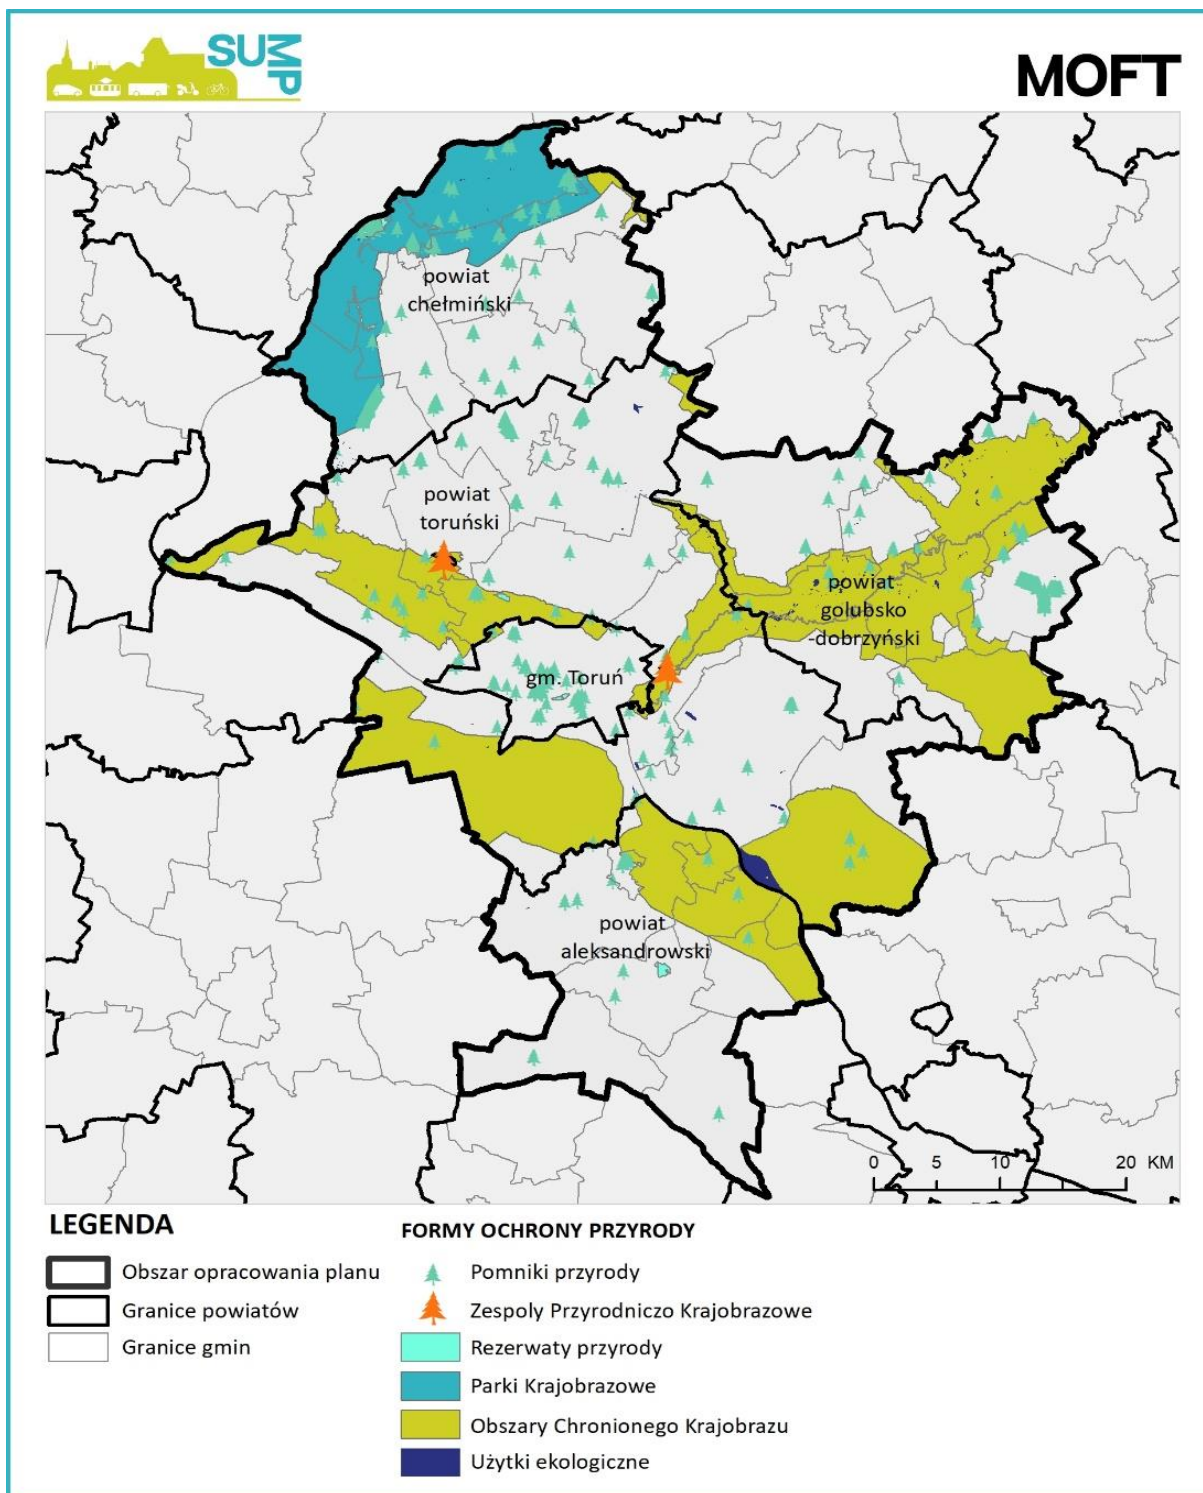 SUMP
MOFT
powiat
chełmiński
powiat
toruński
powiat
golubsko
-dobrzyński
gm. Toruń
powiat
aleksandrowski
0 5 10 20 KM
LEGENDA
Obszar opracowania planu
Granice powiatów
Granice gmin
FORMY OCHRONY PRZYRODY
Pomniki przyrody
Zespoly Przyrodniczo Krajobrazowe
Rezerwaty przyrody
Parki Krajobrazowe
Obszary Chronionego Krajobrazu
Użytki ekologiczne